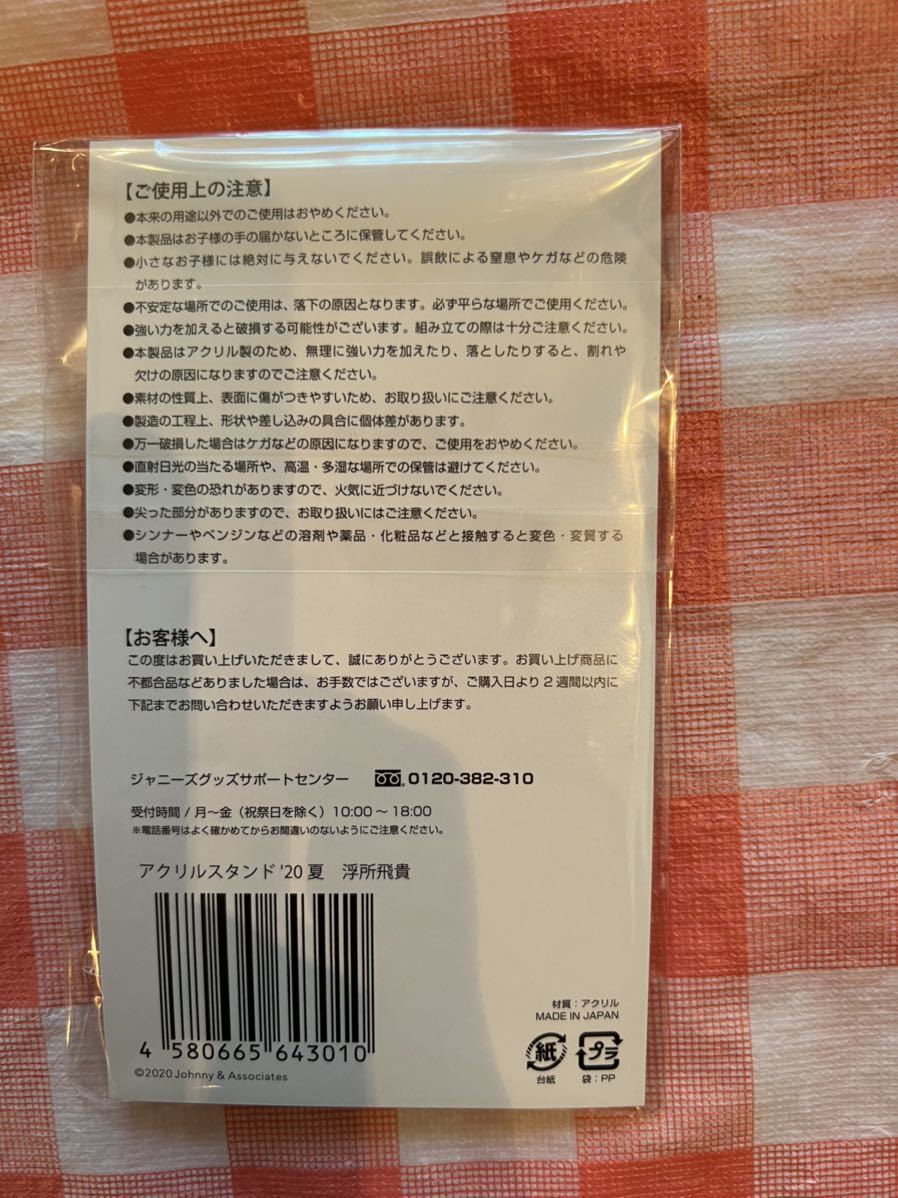 【ご使用上の注意】
●本来の用途以外でのご使用はおやめください。
●本製品はお子様の手の届かないところに保管してください。
●小さなお子様には絶対に与えないでください。誤飲による窒息やケガなどの危険
があります。
●不安定な場所でのご使用は、落下の原因となります。必ず平らな場所でご使用ください。
●強い力を加えると破損する可能性がございます。組み立ての際は十分ご注意ください。
●本製品はアクリル製のため、無理に強い力を加えたり、落としたりすると、割れや
欠けの原因になりますのでご注意ください。
●素材の性質上、表面に傷がつきやすいため、お取り扱いにご注意ください。
●製造の工程上、形状や差し込みの具合に個体差があります。
●万一破損した場合はケガなどの原因になりますので、ご使用をおやめください。
●直射日光の当たる場所や、高温・多湿な場所での保管は避けてください。
●変形・変色の恐れがありますので、火気に近づけないでください。
●尖った部分がありますので、お取り扱いにはご注意ください。
●シンナーやベンジンなどの溶剤や薬品・化粧品などと接触すると変色・変質する
場合があります。
【お客様へ】
この度はお買い上げいただきまして、誠にありがとうございます。お買い上げ商品に
不都合品などありました場合は、お手数ではございますが、ご購入日より2週間以内に
下記までお問い合わせいただきますようお願い申し上げます。
ジャニーズグッズサポートセンター 0120-382-310
受付時間/月〜金（祝祭日を除く）10:00〜18:00
※電話番号はよく確かめてからお間違いのないようにご注意ください。
アクリルスタンド'20夏 浮所飛貴
4 580665 643010
©2020 Johnny & Associates
材質：アクリル
MADE IN JAPAN
紙 プラ
台紙 袋：PP